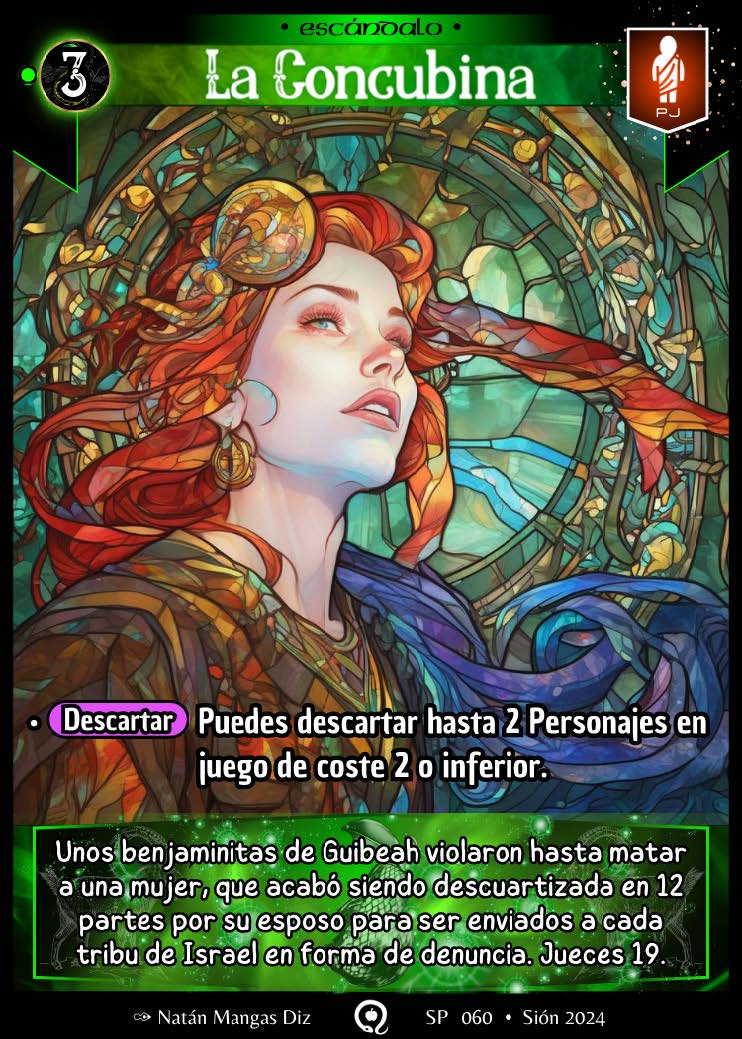 • escándalo •
3
La Concubina
PJ
• Descartar Puedes descartar hasta 2 Personajes en
juego de coste 2 o inferior.
Unos benjaminitas de Guibeah violaron hasta matar
a una mujer, que acabó siendo descuartizada en 12
partes por su esposo para ser enviados a cada
tribu de Israel en forma de denuncia. Jueces 19.
Natán Mangas Diz SP 060 • Sión 2024